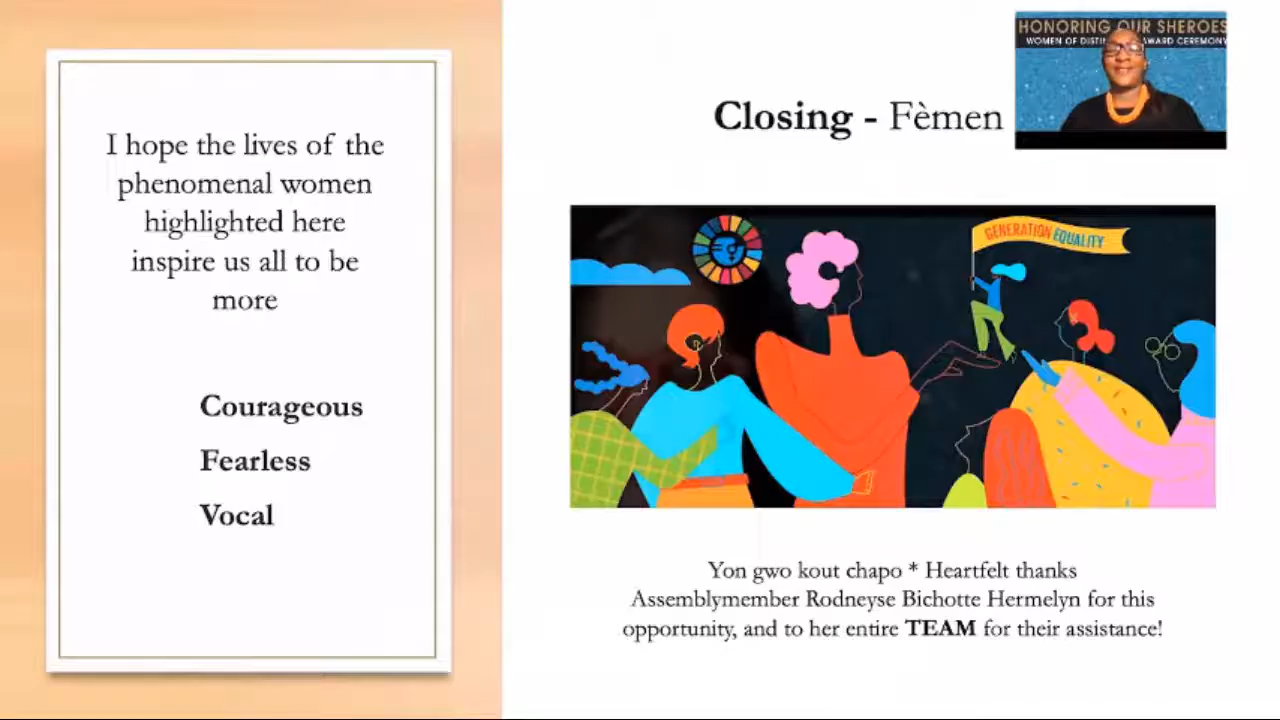 I hope the lives of the
phenomenal women
highlighted here
inspire us all to be
more
Courageous
Fearless
Vocal
Closing - Fèmen
HONORING OUR SHEROES
WOMEN OF AWARD CEREMONY
GENERATION EQUALITY
Yon gwo kout chapo * Heartfelt thanks
Assemblymember Rodneyse Bichotte Hermelyn for this
opportunity, and to her entire TEAM for their assistance!